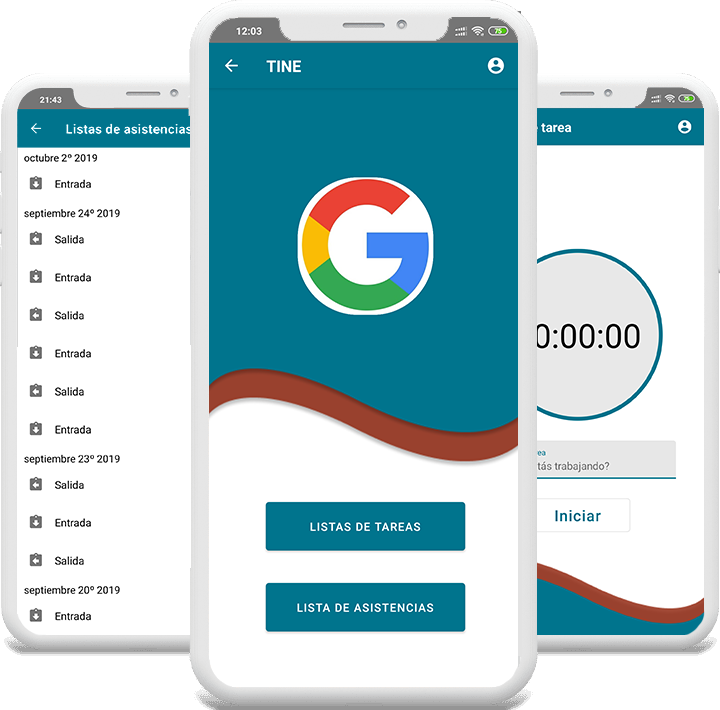 21:43
Listas de asistencias
octubre 2º 2019
Entrada
septiembre 24º 2019
Salida
Entrada
Salida
Entrada
Salida
Entrada
septiembre 23º 2019
Salida
Entrada
Salida
septiembre 20º 2019
Entrada
12:03
75
TINE
G
LISTAS DE TAREAS
LISTA DE ASISTENCIAS
75
tarea
0:00:00
rea
tás trabajando?
Iniciar